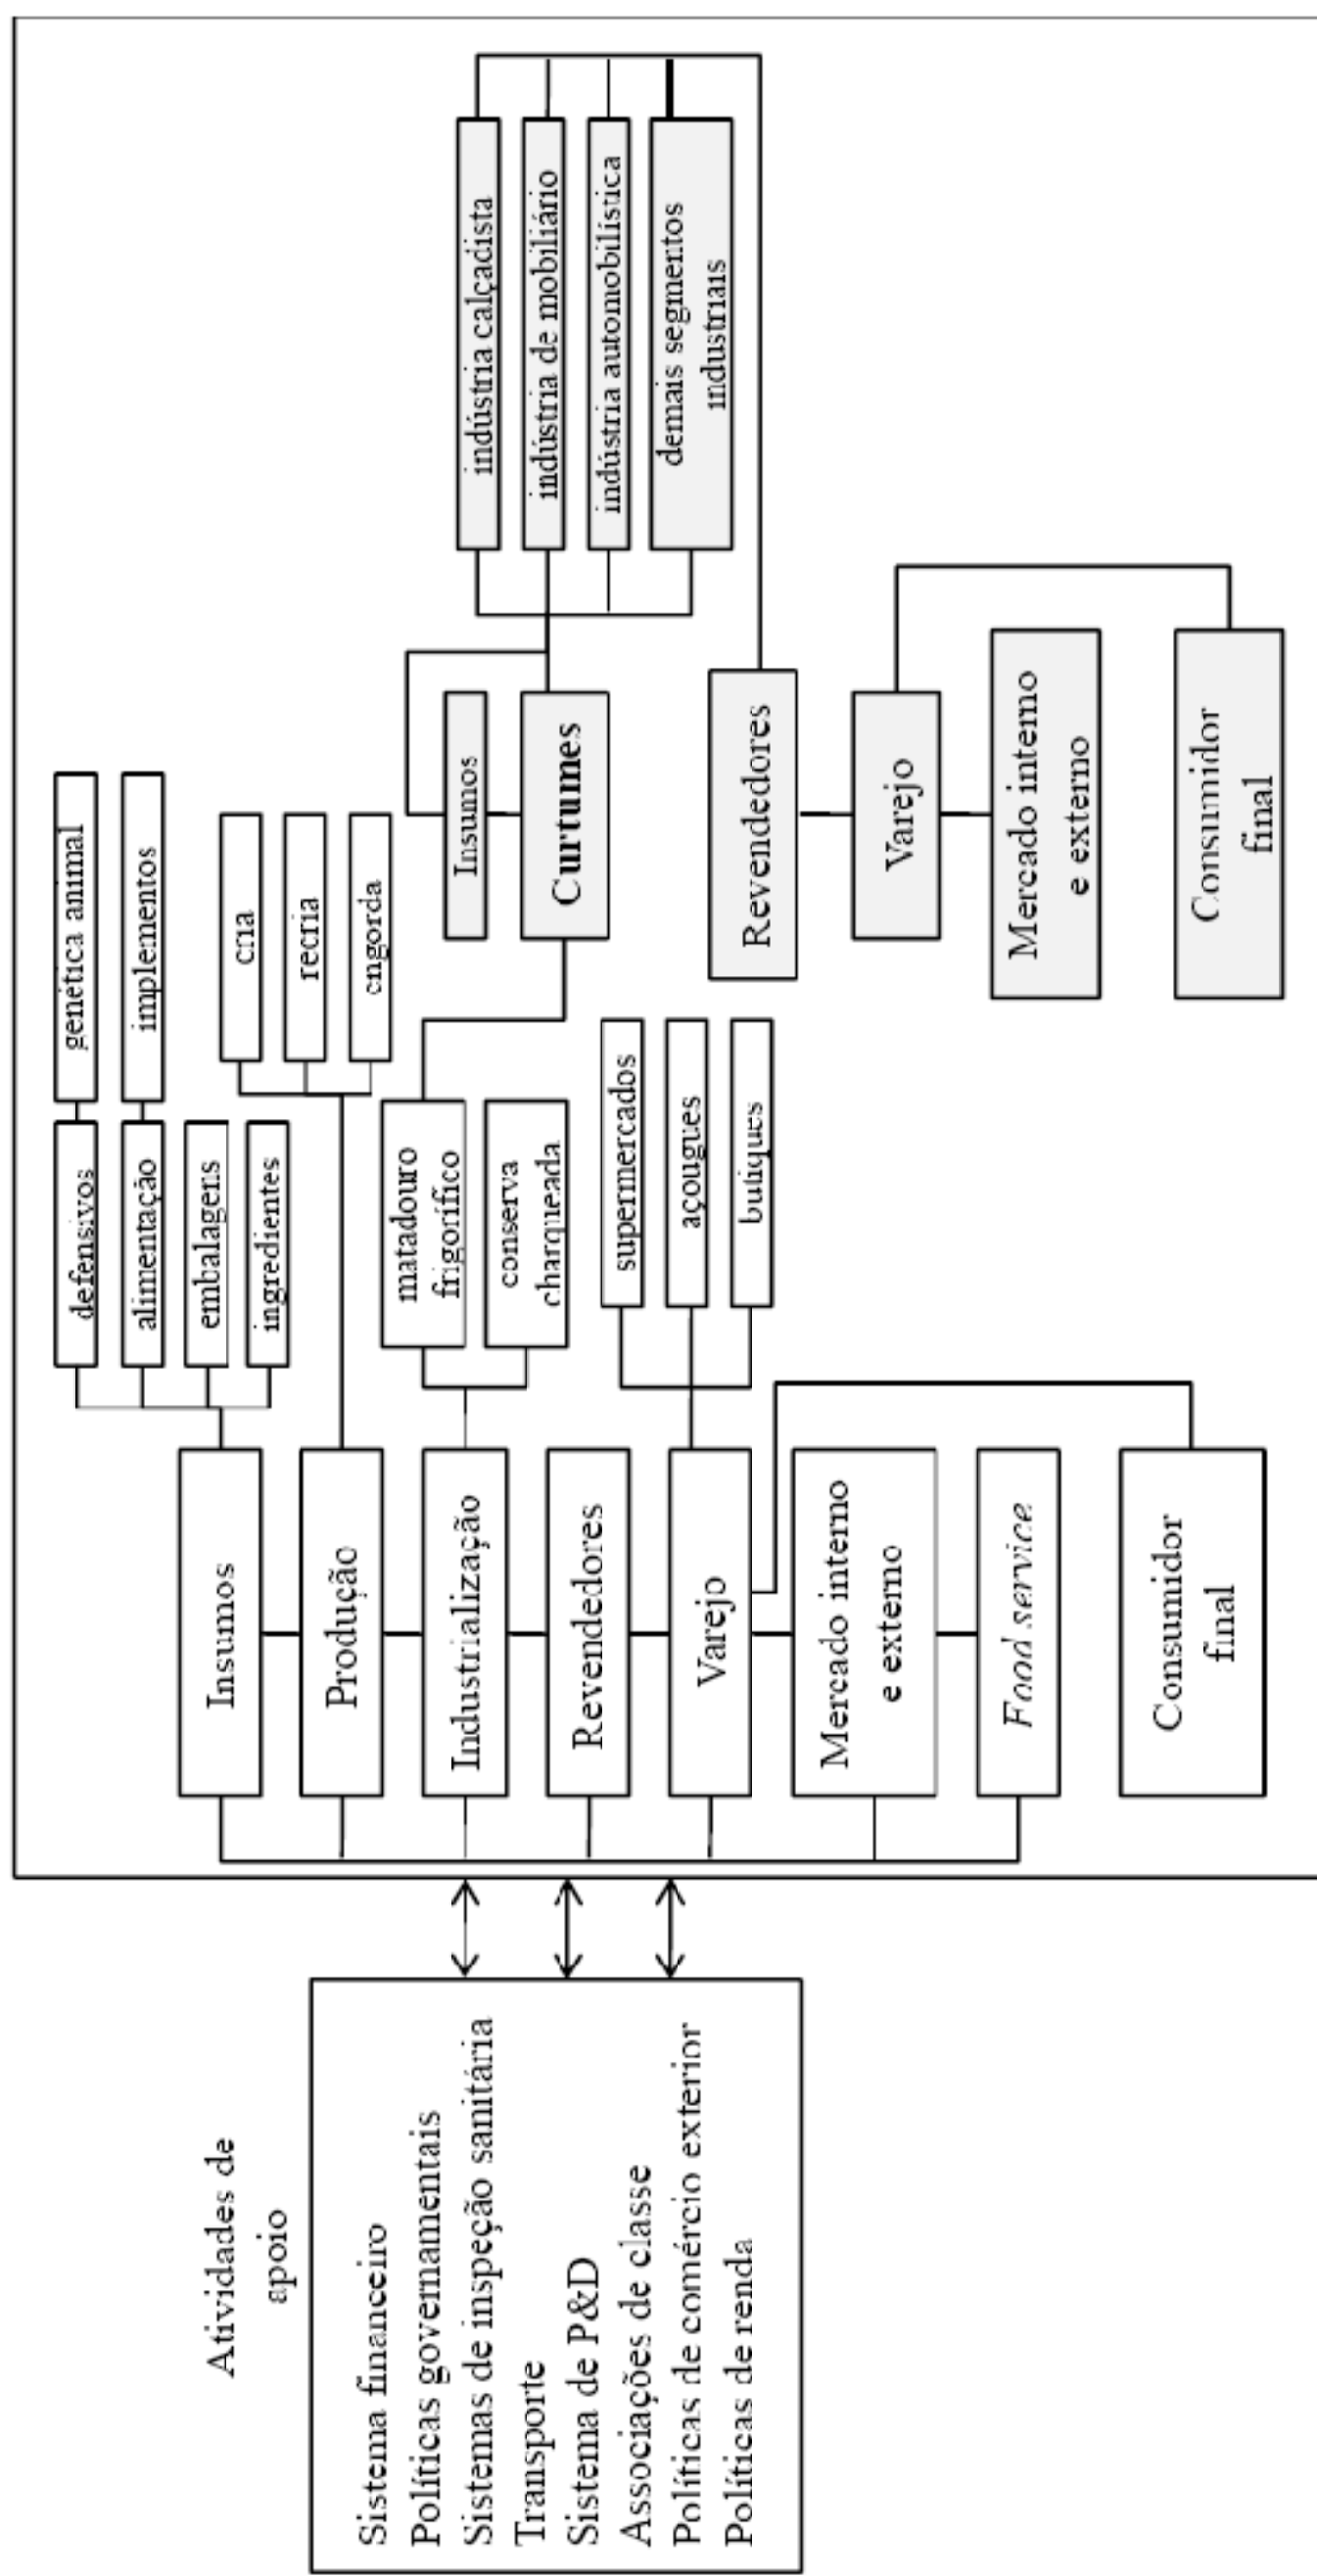 Atividades de
apoio
Sistema financeiro
Políticas governamentais
Sistemas de inspeção sanitária
Transporte
Sistema de P&D
Associações de classe
Políticas de comércio exterior
Políticas de renda
Insumos
Produção
Industrialização
Revendedores
Varejo
Mercado interno
e externo
Food service
Consumidor
final
defensivos
genética animal
alimentação
implementos
embalagens
ingredientes
cria
recria
engorda
matadouro
frigorífico
conserva
charqueada
supermercados
açougues
butiques
Insumos
Curtumes
indústria calçadista
indústria de mobiliário
indústria automobilística
demais segmentos
industriais
Revendedores
Varejo
Mercado interno
e externo
Consumidor
final